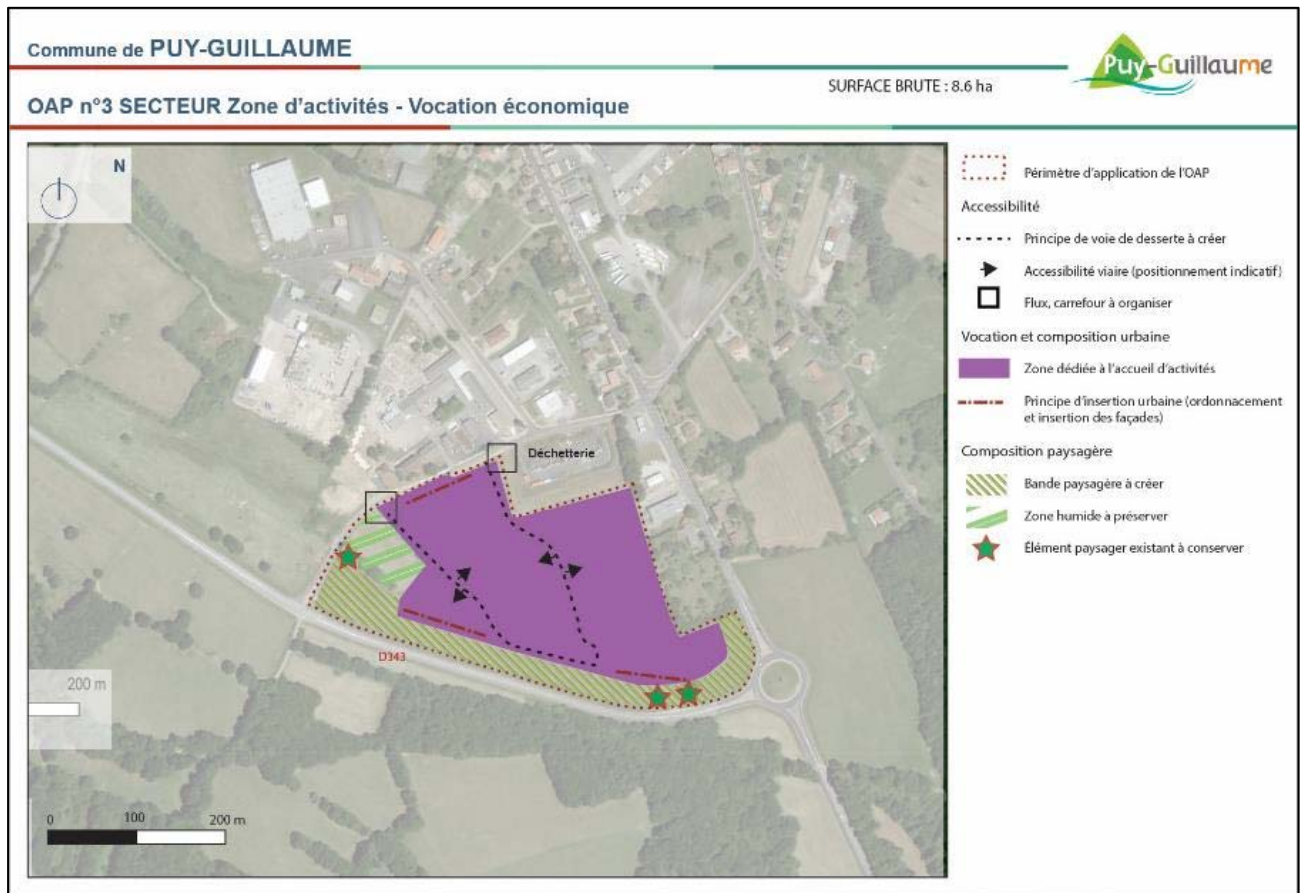 Commune de PUY-GUILLAUME
Puy-Guillaume
SURFACE BRUTE : 8.6 ha
OAP n°3 SECTEUR Zone d'activités - Vocation économique
N
Périmètre d'application de l'OAP
Accessibilité
Principe de voie de desserte à créer
Accessibilité viaire (positionnement indicatif)
Flux, carrefour à organiser
Vocation et composition urbaine
Zone dédiée à l'accueil d'activités
Principe d'insertion urbaine (ordonnacement
et insertion des façades)
Composition paysagère
Bande paysagère à créer
Zone humide à préserver
Élément paysager existant à conserver
Déchetterie
D343
200 m
0 100 200 m